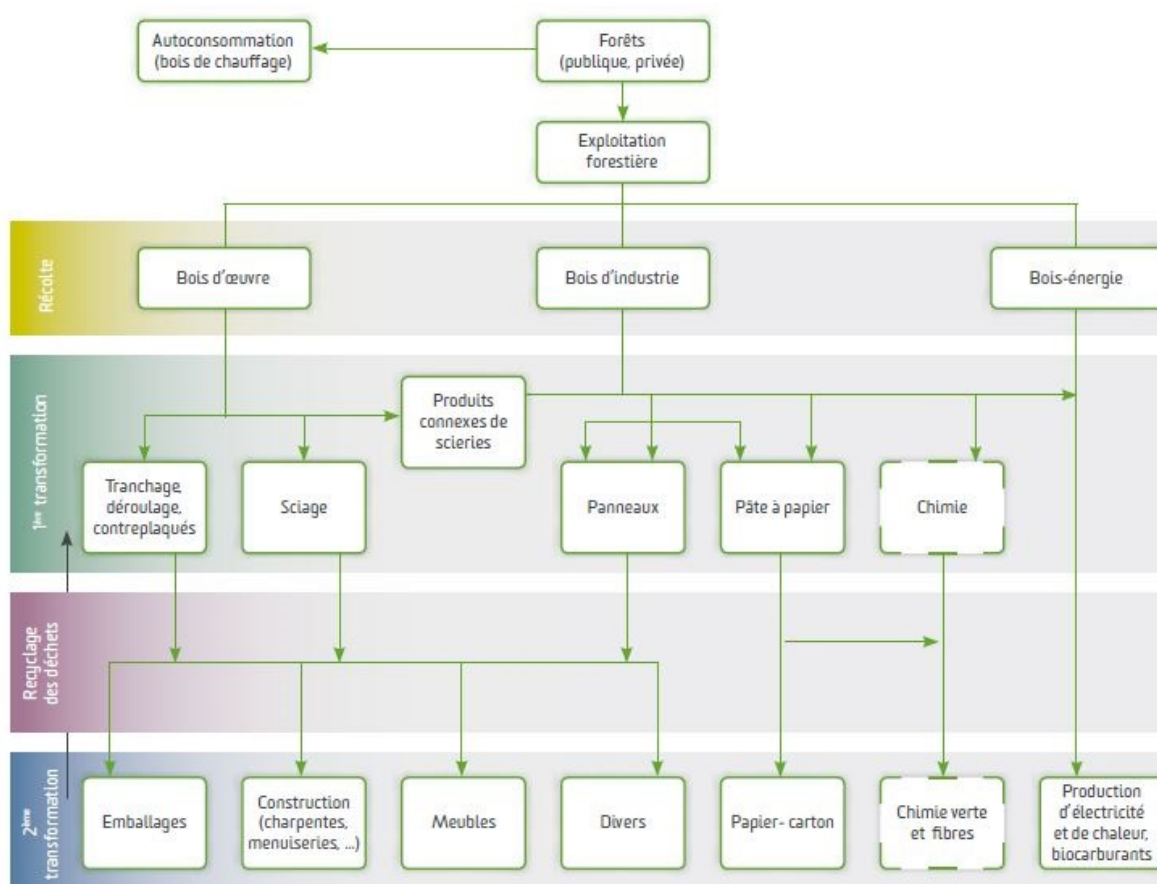 Autoconsommation
(bois de chauffage)
Forêts
(publique, privée)
Exploitation
forestière
Récolte
Bois d'œuvre
Bois d'industrie
Bois-énergie
1ère transformation
Produits
connexes de
scieries
Tranchage,
déroulage,
contreplaqués
Sciage
Panneaux
Pâte à papier
Chimie
Recyclage
des déchets
2ème
transformation
Emballages
Construction
(charpentes,
menuiseries, ...)
Meubles
Divers
Papier- carton
Chimie verte
et fibres
Production
d'électricité
et de chaleur,
biocarburants